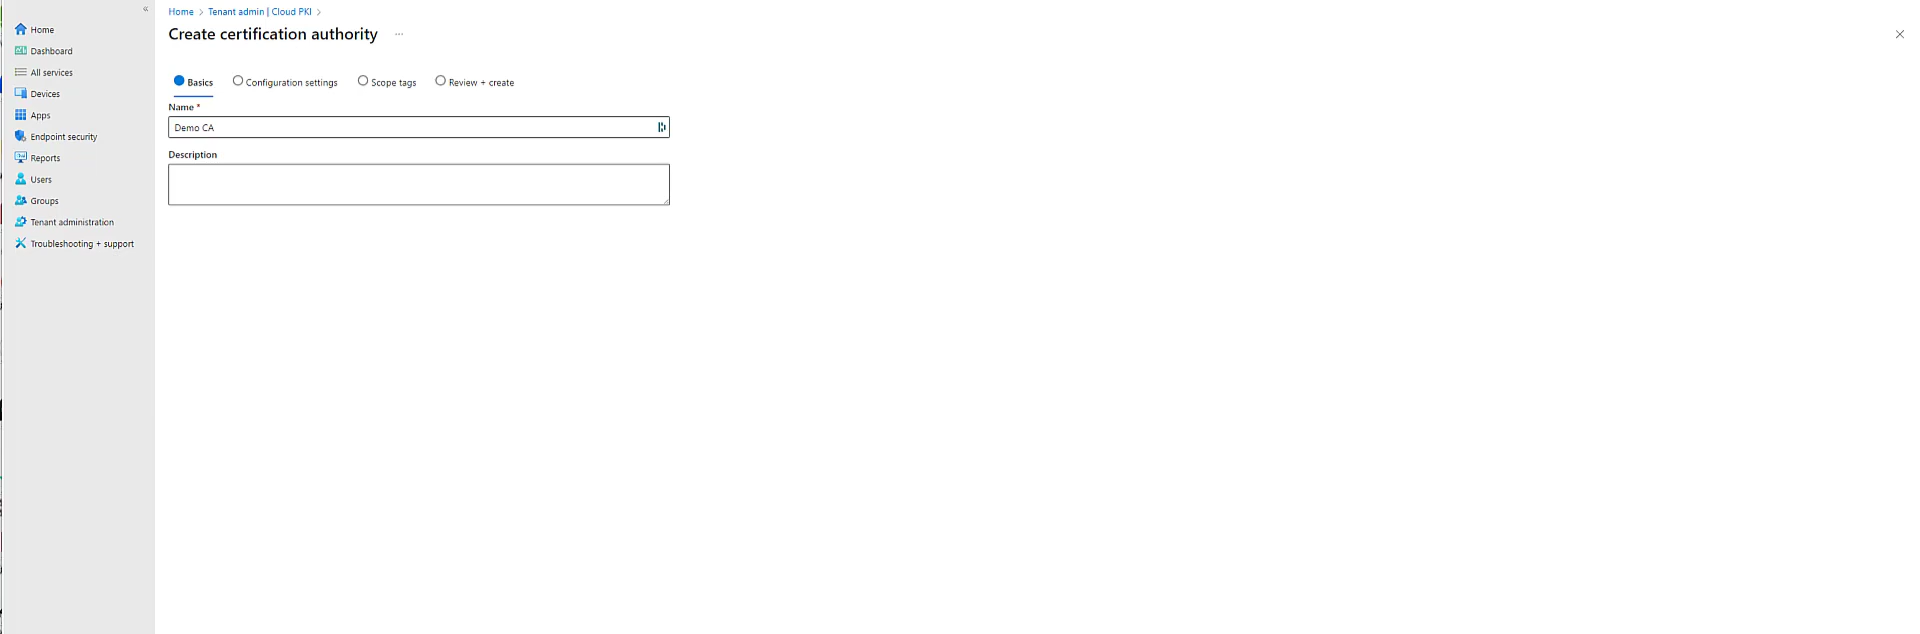 «
Home
Dashboard
All services
Devices
Apps
Endpoint security
Reports
Users
Groups
Tenant administration
Troubleshooting + support
Home > Tenant admin | Cloud PKI >
Create certification authority ...
Basics Configuration settings Scope tags Review + create
Name *
Demo CA
Description